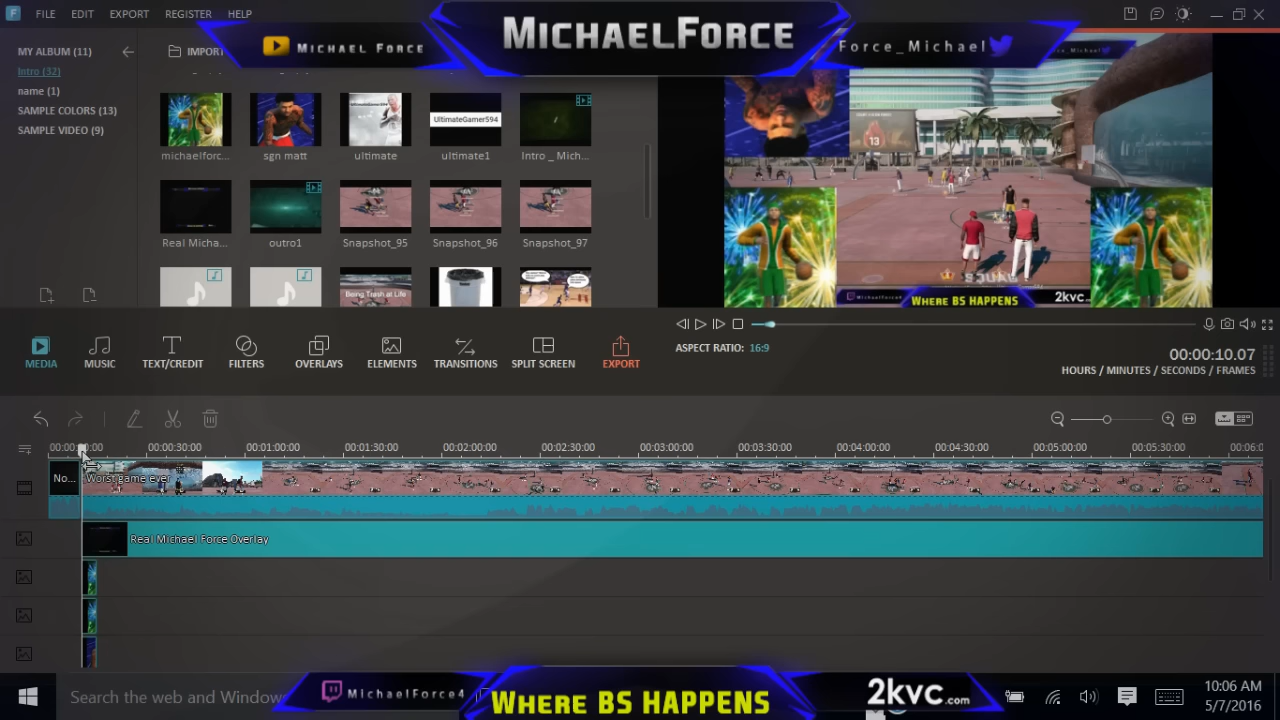 FILE EDIT EXPORT REGISTER HELP
MICHAEL FORCE
MICHAELFORCE
Force_Michael
MY ALBUM (11)
IMPORT
Intro (32)
name (1)
SAMPLE COLORS (13)
SAMPLE VIDEO (9)
UltimateGamer594
michaelforc... sgn matt ultimate ultimate1 Intro _ Mich...
Real Micha... outro1 Snapshot_95 Snapshot_96 Snapshot_97
Being Trash at Life
13
MichaelForce4
WHERE BS HAPPENS
2kvc.
MEDIA MUSIC TEXT/CREDIT FILTERS OVERLAYS ELEMENTS TRANSITIONS SPLIT SCREEN EXPORT
ASPECT RATIO: 16:9
00:00:10.07
HOURS / MINUTES / SECONDS / FRAMES
00:00:30:00 00:01:00:00 00:01:30:00 00:02:00:00 00:02:30:00 00:03:00:00 00:03:30:00 00:04:00:00 00:04:30:00 00:05:00:00 00:05:30:00 00:06:0
No... Worst game ever
Real Michael Force Overlay
Search the web and Windows
MichaelForce4
WHERE BS HAPPENS
2kvc.com
10:06 AM
5/7/2016